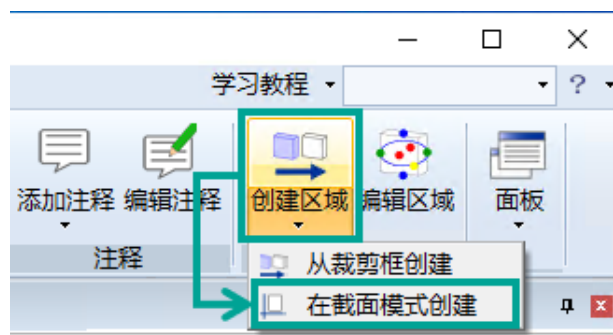 学习教程
?
添加注释 编辑注释 创建区域 编辑区域 面板
注释
从裁剪框创建
在截面模式创建